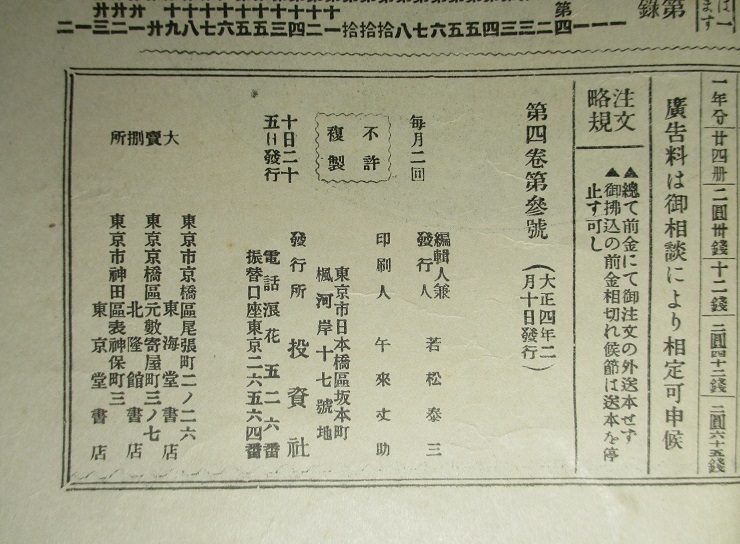 は一
ます
第
錄
一年分
廿四册
二圓卅錢
十二錢
二圓四十二錢
二圓六十五錢
廣告料は御相談により相定可申候
注文
略規
▲總て前金にて御注文の外送本せず
▲御拂込の前金相切れ候節は送本を停
止す可し
第四卷第參號
(大正四年二
月十日發行)
每月二回
十日二十
五日發行
不許
複製
編輯人兼
發行人
若松泰三
印刷人
午來丈助
東京市日本橋區坂本町
楓河岸十七號地
發行所
投資社
電話浪花五二六番
振替口座東京二六五六四番
大賣捌所
東京市京橋區尾張町二ノ二六
東海堂書店
東京京橋區元數寄屋町三ノ七
北隆館書店
東京市神田區表神保町三
東京堂書店